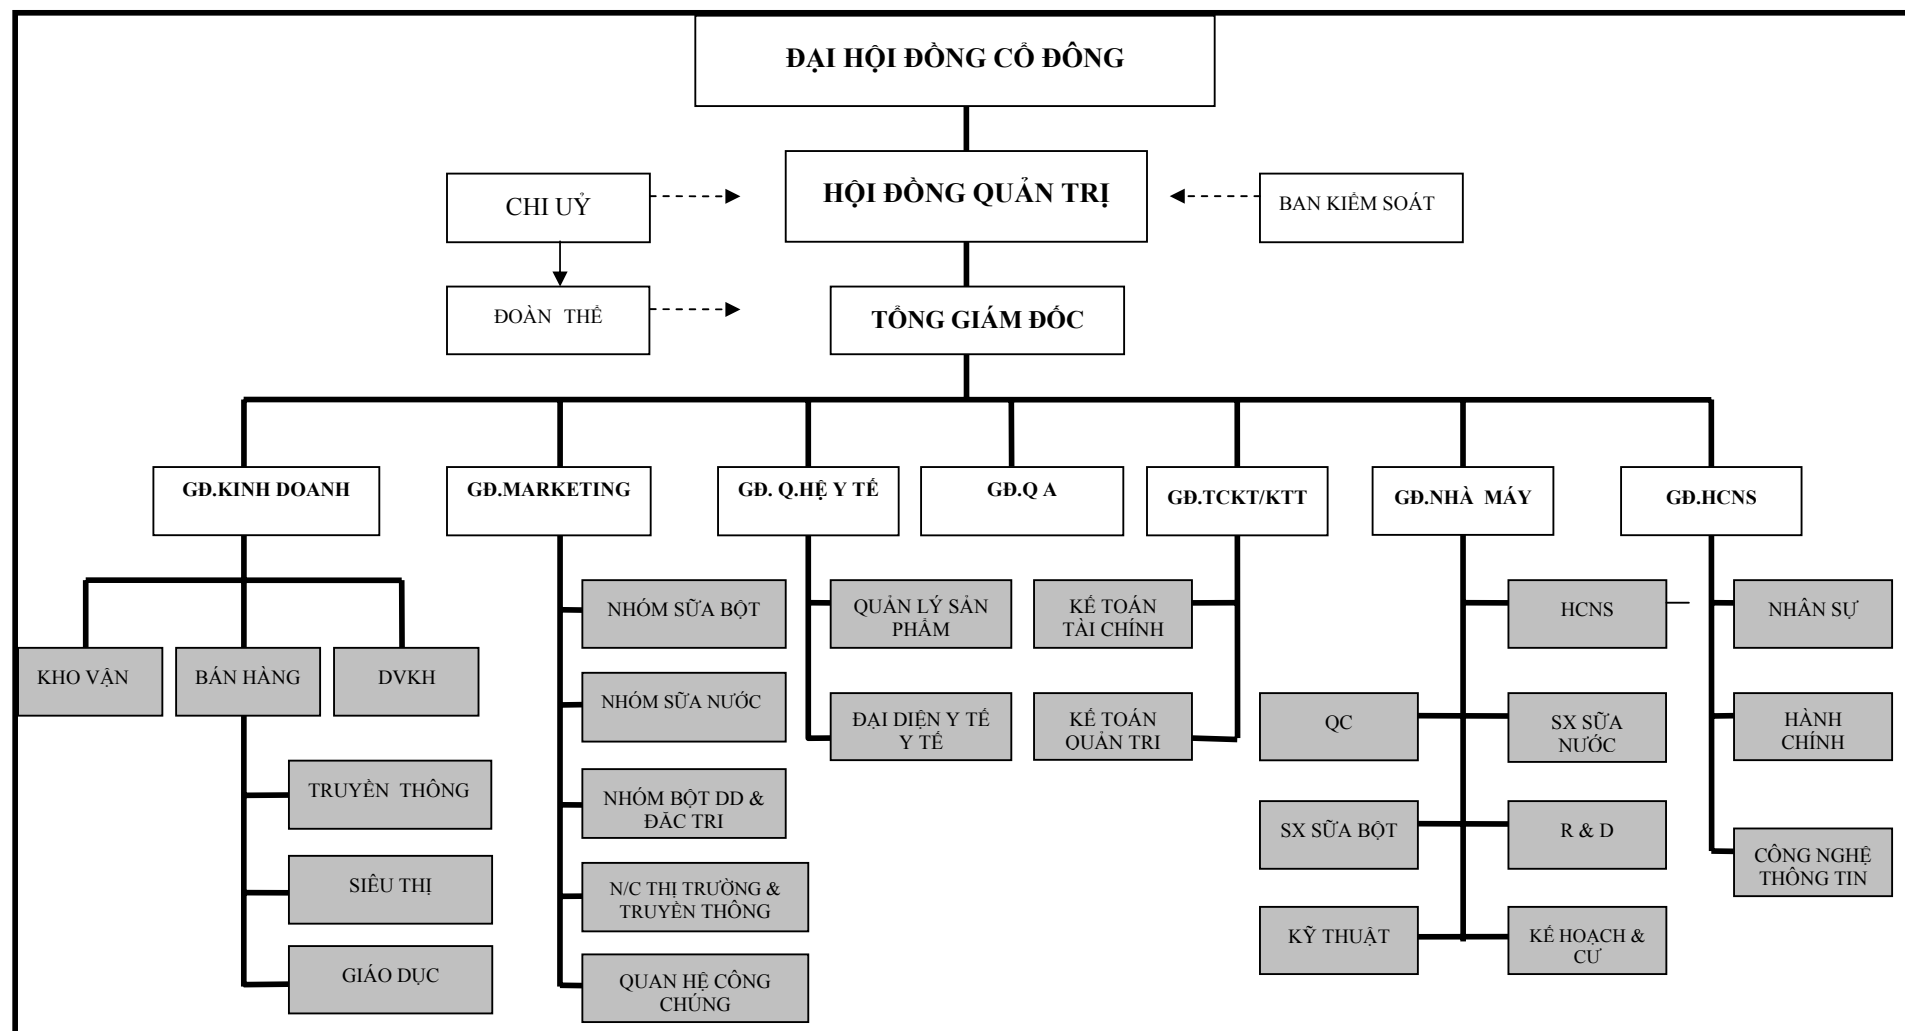 ĐẠI HỘI ĐỒNG CỔ ĐÔNG
HỘI ĐỒNG QUẢN TRỊ
CHI UỶ
BAN KIỂM SOÁT
ĐOÀN THỂ
TỔNG GIÁM ĐỐC
GĐ.KINH DOANH
GĐ.MARKETING
GĐ. Q.HỆ Y TẾ
GĐ.Q A
GĐ.TCKT/KTT
GĐ.NHÀ MÁY
GĐ.HCNS
KHO VẬN
BÁN HÀNG
DVKH
TRUYỀN THÔNG
SIÊU THỊ
GIÁO DỤC
NHÓM SỮA BỘT
NHÓM SỮA NƯỚC
NHÓM BỘT DD &
ĐĂC TRI
N/C THỊ TRƯỜNG &
TRUYỀN THÔNG
QUAN HỆ CÔNG
CHÚNG
QUẢN LÝ SẢN
PHẨM
ĐẠI DIỆN Y TẾ
Y TẾ
KẾ TOÁN
TÀI CHÍNH
KẾ TOÁN
QUẢN TRI
HCNS
QC
SX SỮA
NƯỚC
SX SỮA BỘT
R & D
KỸ THUẬT
KẾ HOẠCH &
CƯ
NHÂN SỰ
HÀNH
CHÍNH
CÔNG NGHỆ
THÔNG TIN